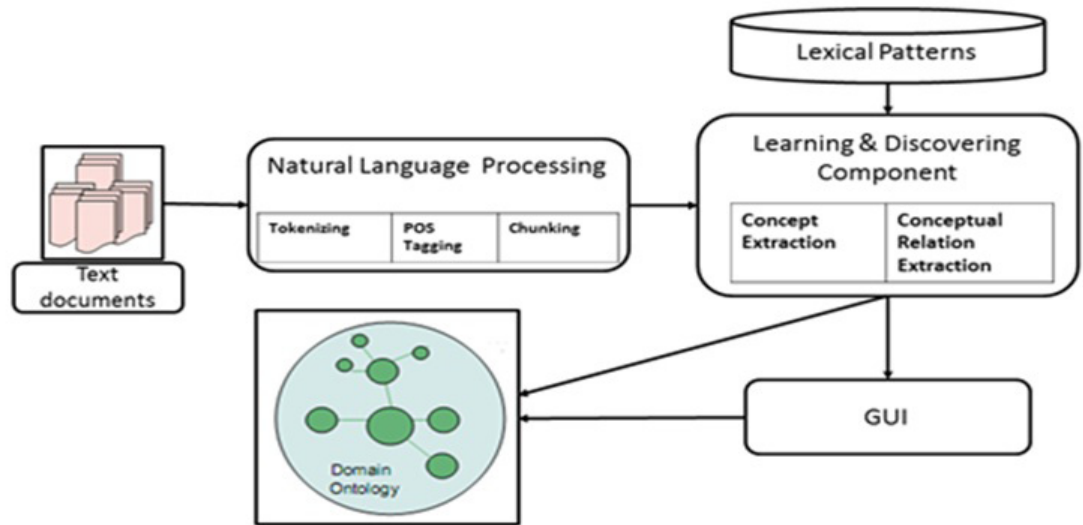 Lexical Patterns
Text
documents
Natural Language Processing
Tokenizing
POS
Tagging
Chunking
Learning & Discovering
Component
Concept
Extraction
Conceptual
Relation
Extraction
Domain
Ontology
GUI